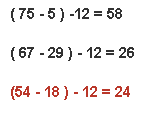 ( 75 - 5 ) -12 = 58
( 67 - 29 ) - 12 = 26
(54 - 18 ) - 12 = 24